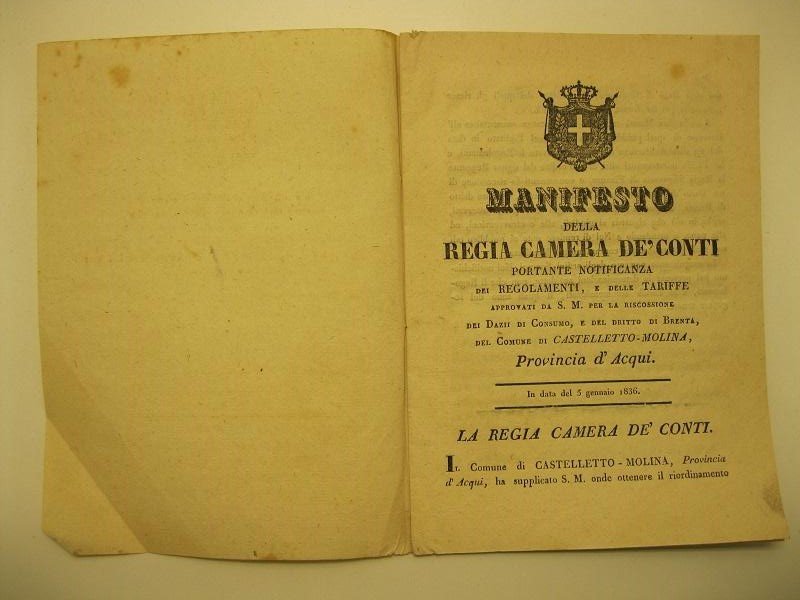 MANIFESTO
DELLA
REGIA CAMERA DE' CONTI
PORTANTE NOTIFICANZA
DEI REGOLAMENTI, E DELLE TARIFFE
APPROVATI DA S. M. PER LA RISCOSSIONE
DEI DAZII DI CONSUMO, E DEL DRITTO DI BRENTA,
DEL COMUNE DI CASTELLETTO-MOLINA,
Provincia d'Acqui.
In data del 5 gennaio 1836.
LA REGIA CAMERA DE' CONTI.
IL Comune di CASTELLETTO-MOLINA, Provincia
d'Acqui, ha supplicato S. M. onde ottenere il riordinamento